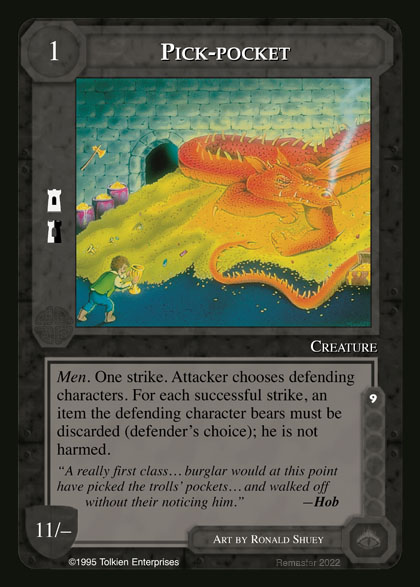 1
PICK-POCKET
CREATURE
Men. One strike. Attacker chooses defending
characters. For each successful strike, an
item the defending character bears must be
discarded (defender’s choice); he is not
harmed.
“A really first class… burglar would at this point
have picked the trolls’ pockets… and walked off
without their noticing him.” —Hob
9
11/–
ART BY RONALD SHUEY
©1995 Tolkien Enterprises
Remaster 2022